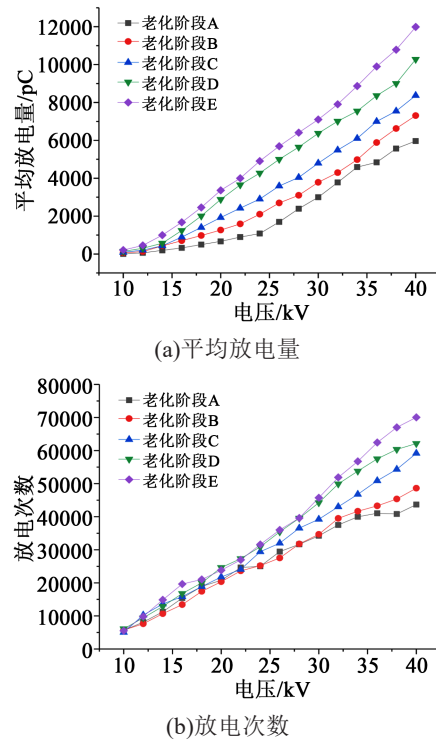 12000
10000
8000
6000
4000
2000
0
平均放电量/pC
老化阶段A
老化阶段B
老化阶段C
老化阶段D
老化阶段E
10 15 20 25 30 35 40
电压/kV
(a)平均放电量
80000
70000
60000
50000
40000
30000
20000
10000
0
放电次数
老化阶段A
老化阶段B
老化阶段C
老化阶段D
老化阶段E
10 15 20 25 30 35 40
电压/kV
(b)放电次数